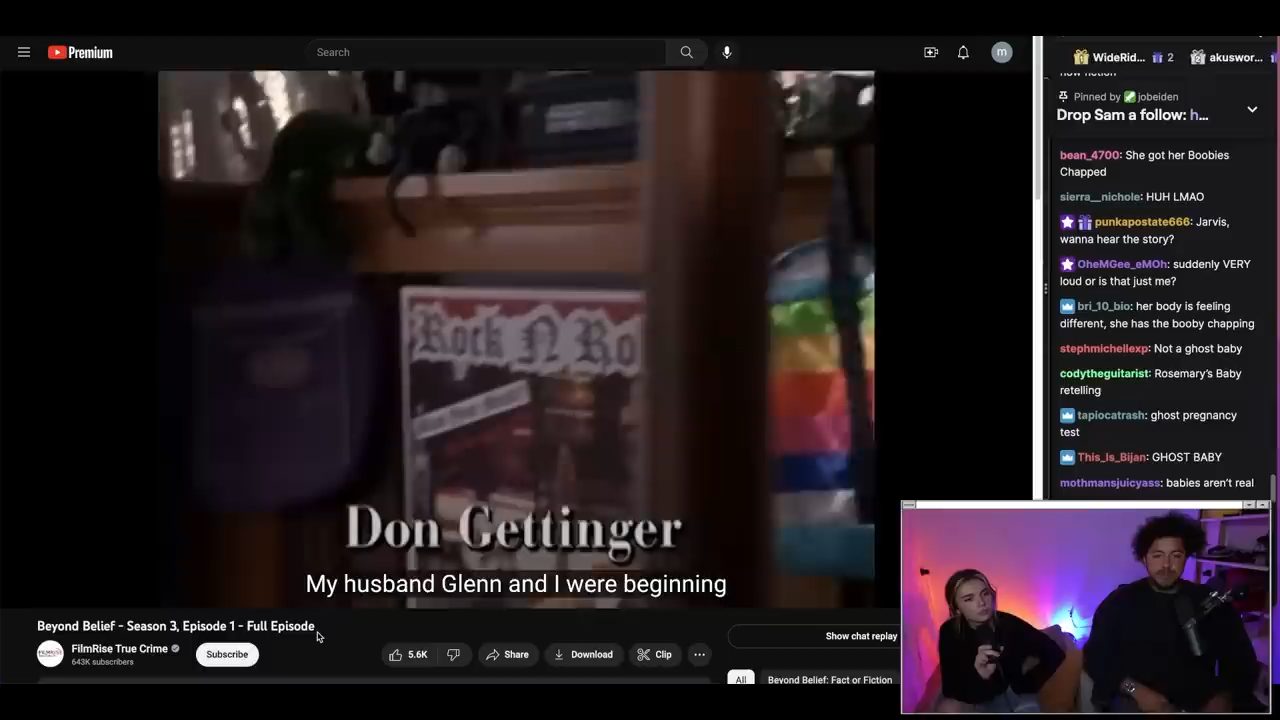 Premium
Search
m
WideRid... 2
akuswor...
Pinned by jobeiden
Drop Sam a follow: h...
bean_4700: She got her Boobies
Chapped
sierra__nichole: HUH LMAO
punkapostate666: Jarvis,
wanna hear the story?
OheMGee_eMOh: suddenly VERY
loud or is that just me?
bri_10_bio: her body is feeling
different, she has the booby chapping
stephmichellexp: Not a ghost baby
codytheguitarist: Rosemary's Baby
retelling
tapiocatrash: ghost pregnancy
test
This_Is_Bijan: GHOST BABY
mothmansjuicyass: babies aren't real
Rock N Ro
Don Gettinger
My husband Glenn and I were beginning
Beyond Belief - Season 3, Episode 1 - Full Episode
FilmRise True Crime
643K subscribers
Subscribe
5.6K
Share
Download
Clip
Show chat replay
All
Beyond Belief: Fact or Fiction